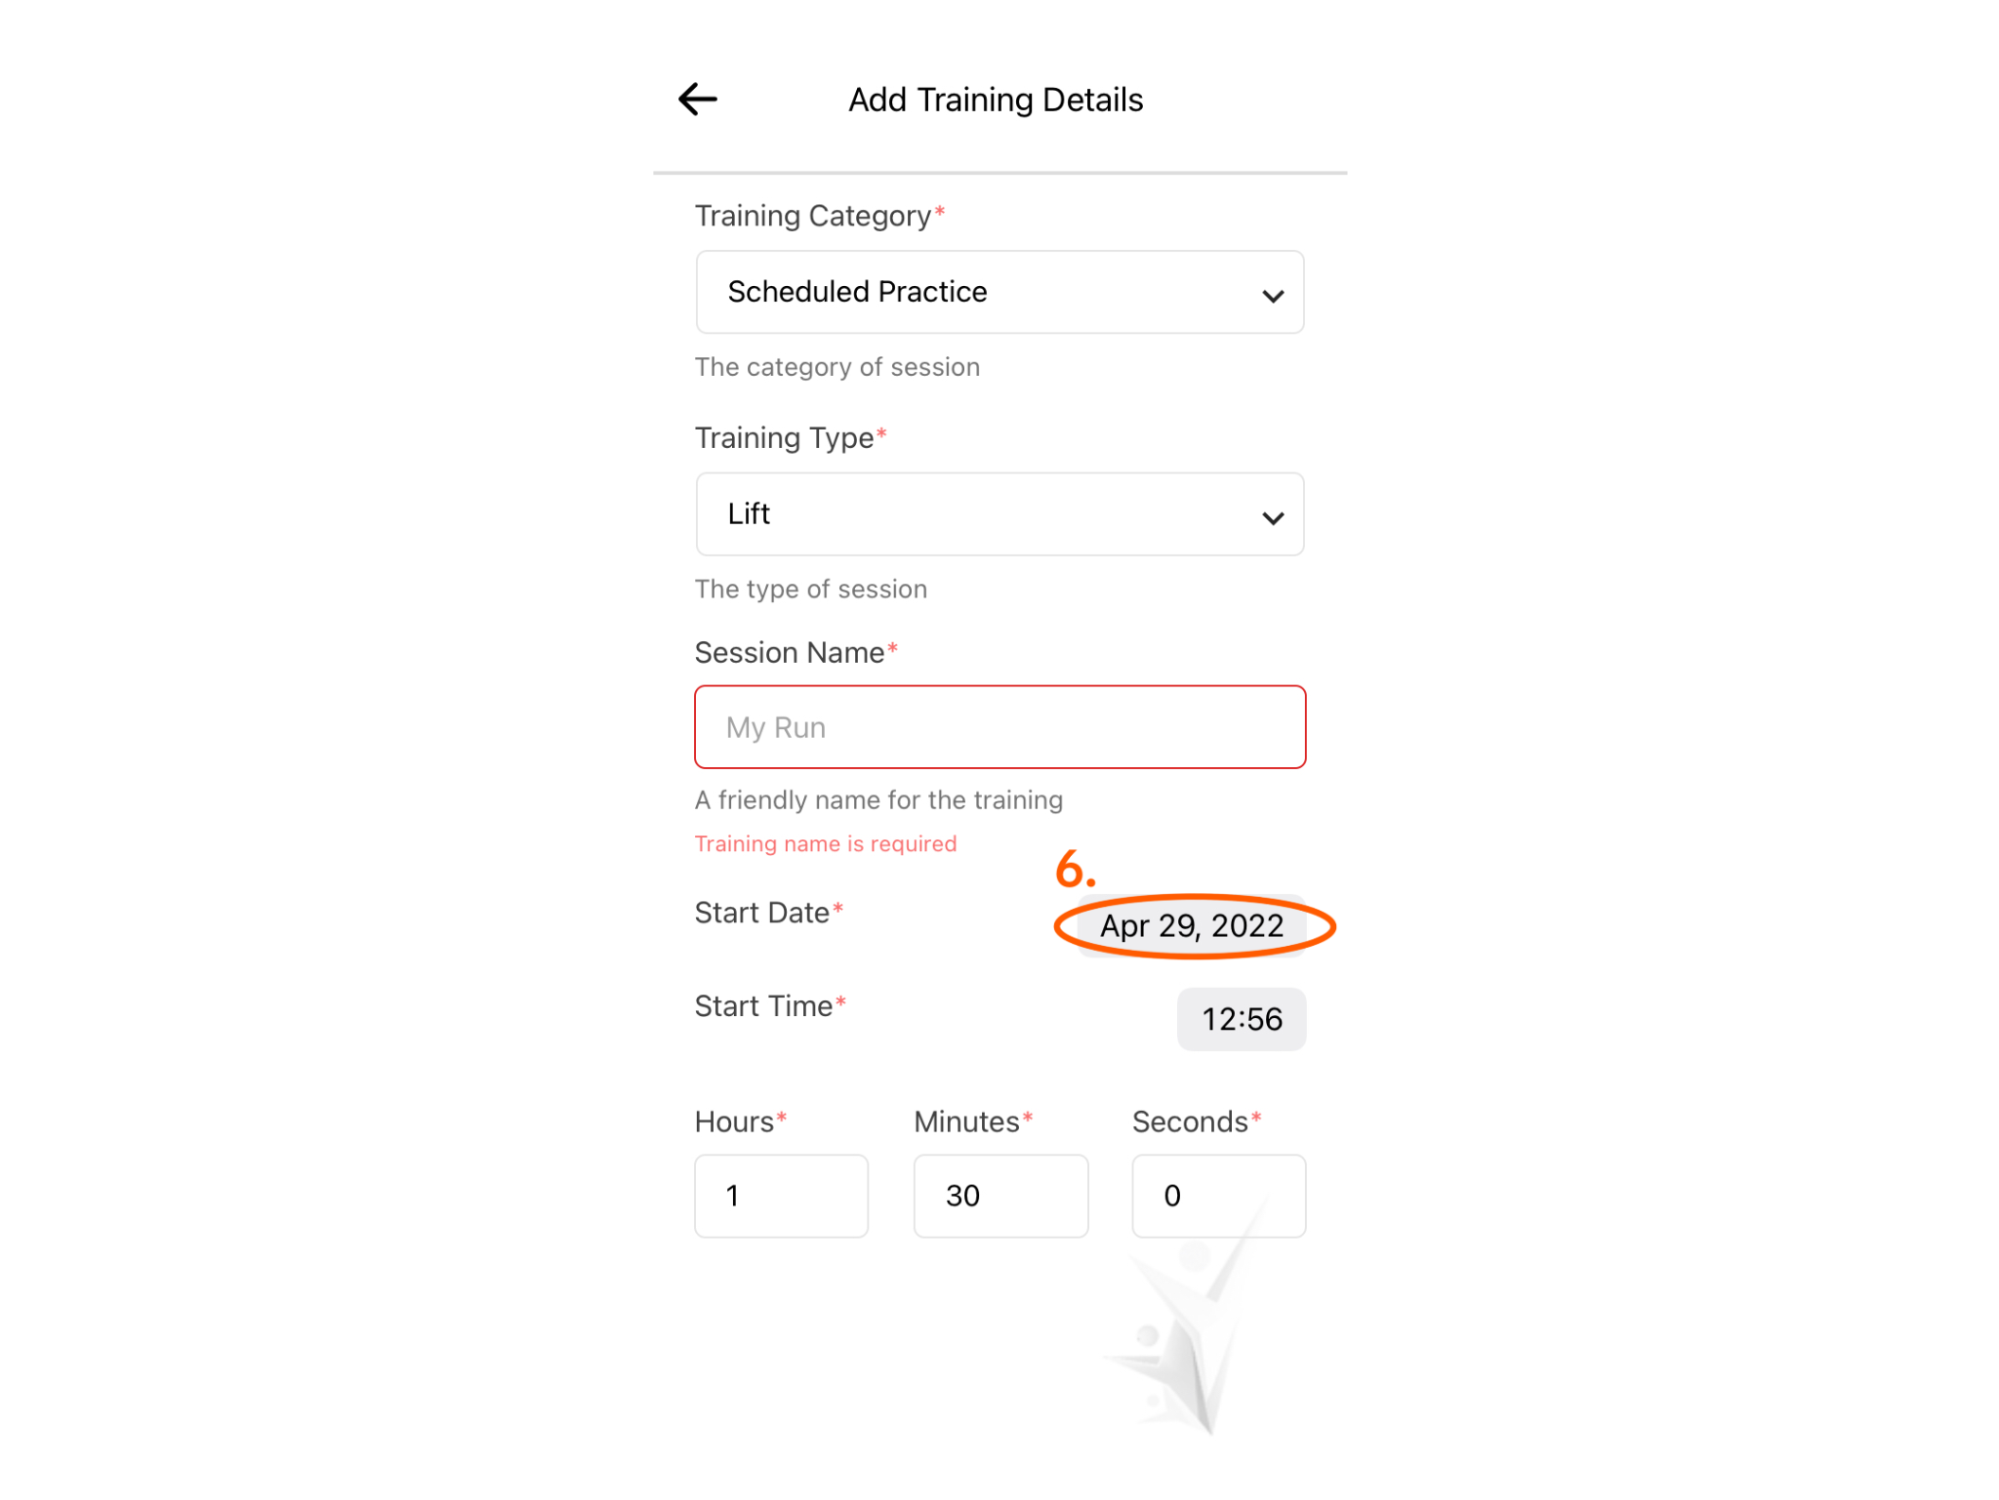 Add Training Details
Training Category*
Scheduled Practice
The category of session
Training Type*
Lift
The type of session
Session Name*
My Run
A friendly name for the training
Training name is required
6.
Start Date*
Apr 29, 2022
Start Time*
12:56
Hours* Minutes* Seconds*
1 30 0